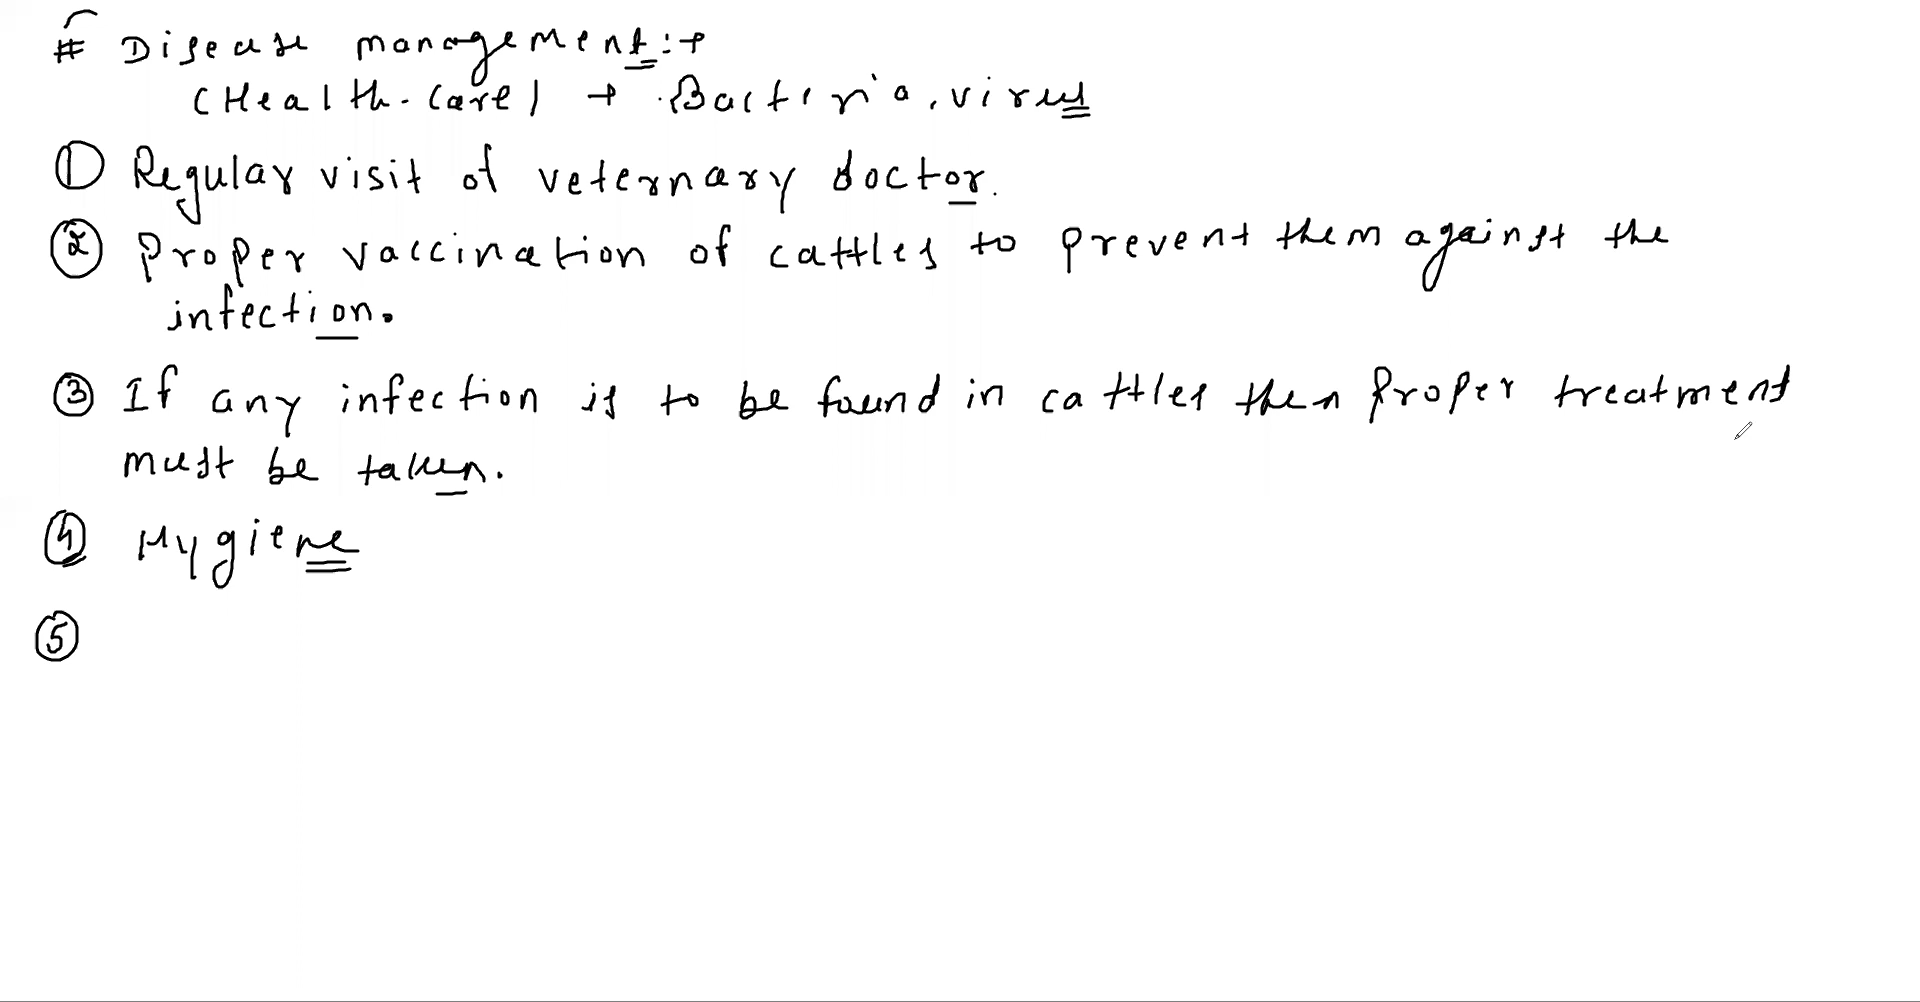 # Disease management :→
(Health-care) → Bacteria, virus
① Regular visit of veternary doctor.
② Proper vaccination of cattles to prevent them against the
infection.
③ If any infection is to be found in cattles then proper treatment
must be taken.
④ Hygiene
⑤